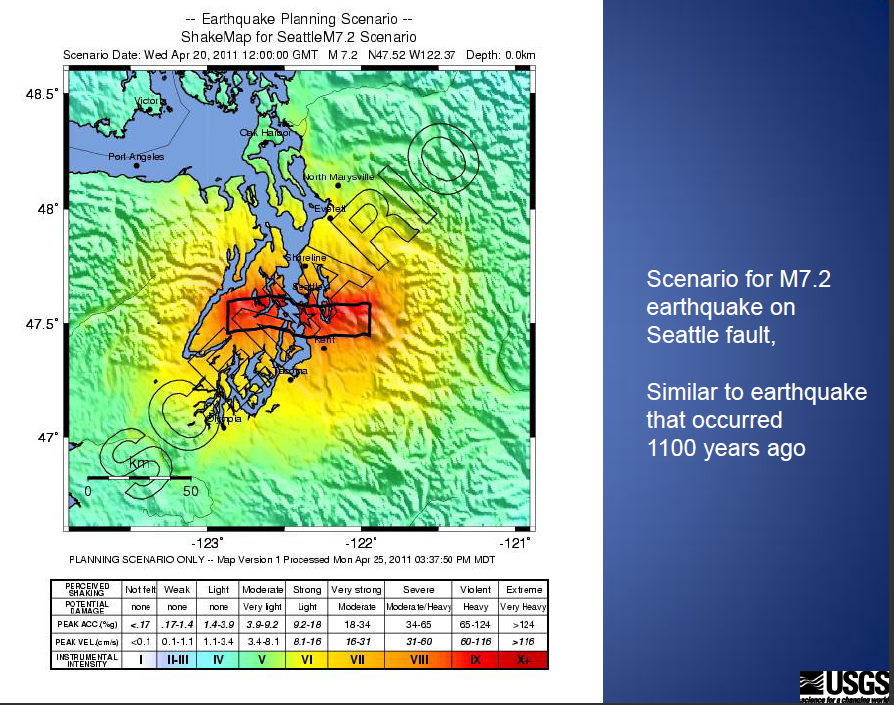 -- Earthquake Planning Scenario --
ShakeMap for SeattleM7.2 Scenario
Scenario Date: Wed Apr 20, 2011 12:00:00 GMT M 7.2 N47.52 W122.37 Depth: 0.0km
48.5°
48°
47.5°
47°
Victoria
Oak Harbor
Port Angeles
North Marysville
Everett
Shoreline
Seattle
Kent
Tacoma
Olympia
SCENARIO
km
0 50
-123° -122° -121°
PLANNING SCENARIO ONLY -- Map Version 1 Processed Mon Apr 25, 2011 03:37:50 PM MDT
PERCEIVED SHAKING Not felt Weak Light Moderate Strong Very strong Severe Violent Extreme
POTENTIAL DAMAGE none none none Very light Light Moderate Moderate/Heavy Heavy Very Heavy
PEAK ACC.(%g) <.17 .17-1.4 1.4-3.9 3.9-9.2 9.2-18 18-34 34-65 65-124 >124
PEAK VEL.(cm/s) <0.1 0.1-1.1 1.1-3.4 3.4-8.1 8.1-16 16-31 31-60 60-116 >116
INSTRUMENTAL INTENSITY I II-III IV V VI VII VIII IX X+
Scenario for M7.2
earthquake on
Seattle fault,
Similar to earthquake
that occurred
1100 years ago
USGS
science for a changing world